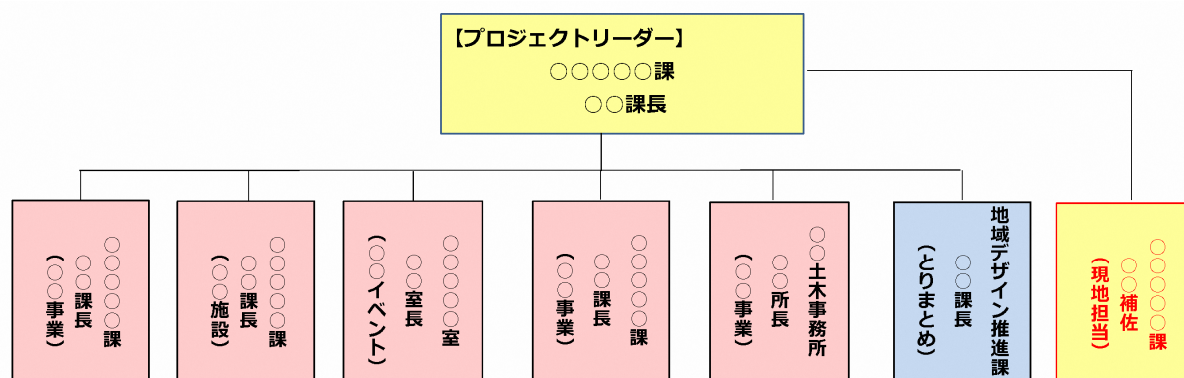 【プロジェクトリーダー】
○○○○○課
○○課長
○○○○○課
○○課長
(○○事業)
○○○○○課
○○課長
(○○施設)
○○○○○室
○○室長
(○○イベント)
○○○○○課
○○課長
(○○事業)
○○土木事務所
○○所長
(○○事業)
地域デザイン推進課
○○課長
(とりまとめ)
○○○○○課
○○補佐
(現地担当)